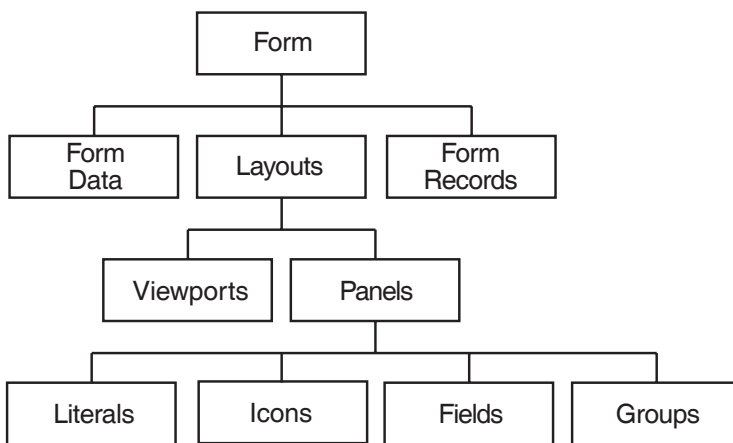 Form
Form
Data
Layouts
Form
Records
Viewports
Panels
Literals
Icons
Fields
Groups